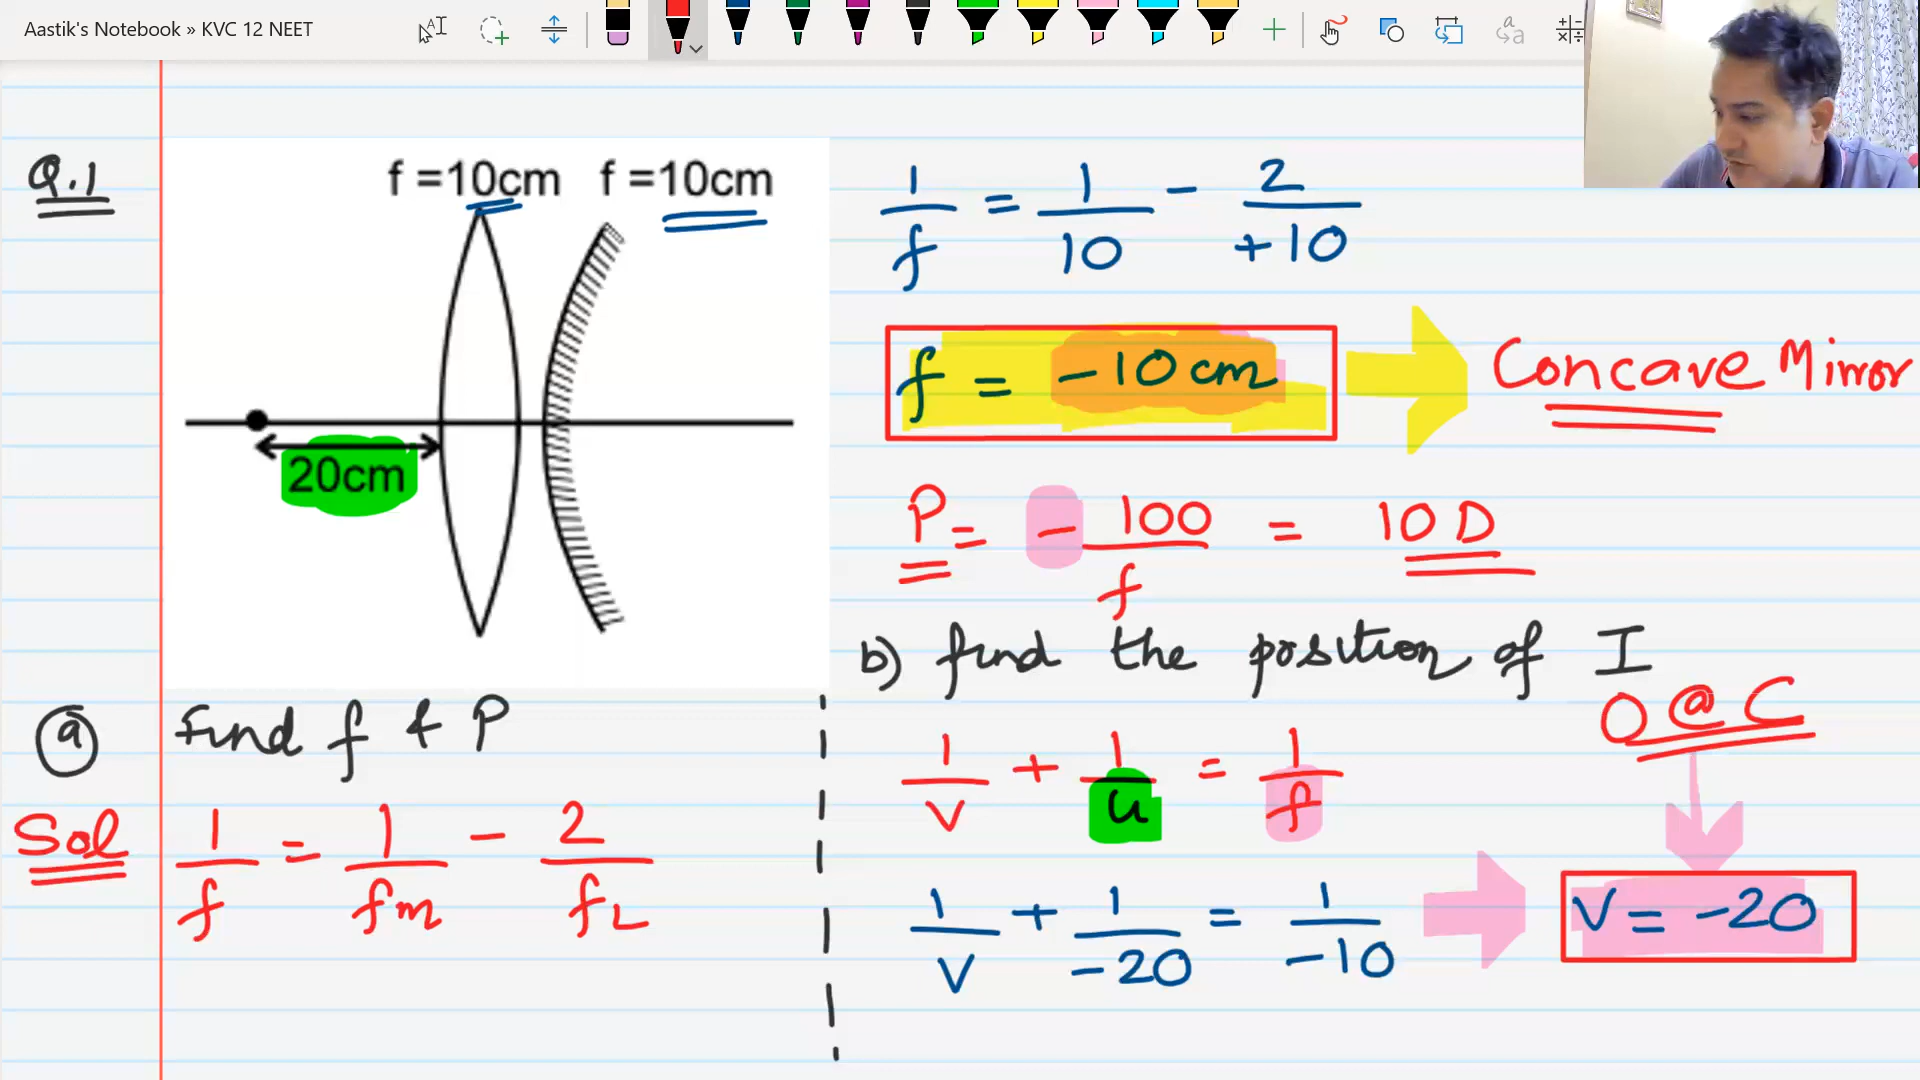 Aastik's Notebook » KVC 12 NEET
Q.1
f =10cm f =10cm
20cm
a Find f & P
Sol 1/f = 1/fm - 2/fL
1/f = 1/10 - 2/+10
f = -10 cm Concave Mirror
P = - 100/f = 10 D
b) find the position of I
O @ C
1/v + 1/u = 1/f
1/v + 1/-20 = 1/-10 V = -20